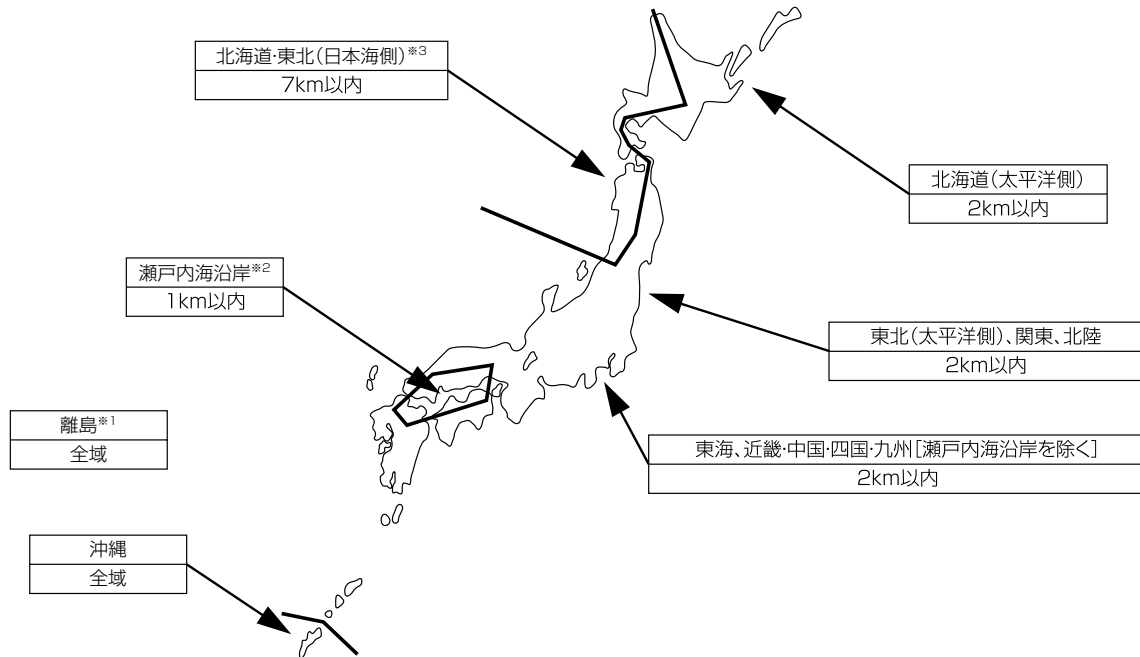 北海道・東北(日本海側)※3
7km以内
北海道(太平洋側)
2km以内
瀬戸内海沿岸※2
1km以内
東北(太平洋側)、関東、北陸
2km以内
離島※1
全域
東海、近畿・中国・四国・九州[瀬戸内海沿岸を除く]
2km以内
沖縄
全域